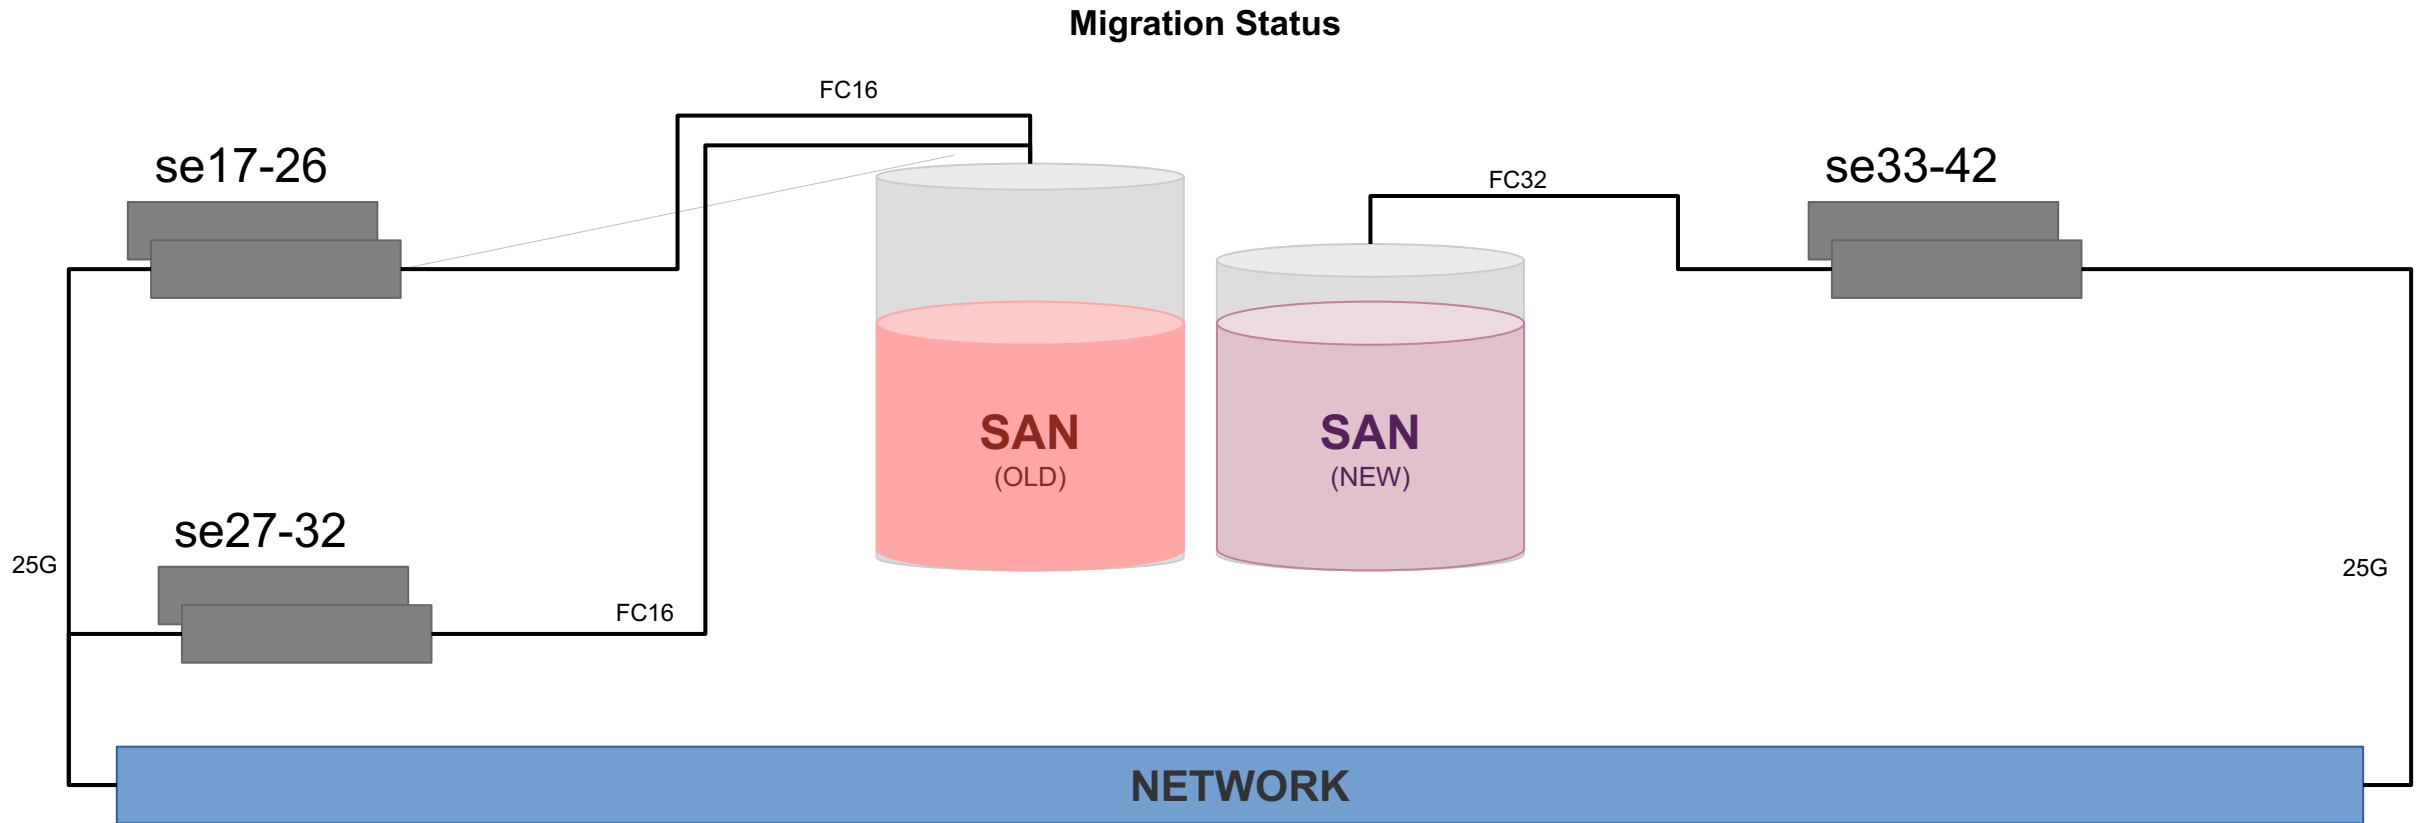 Migration Status
FC16
se17-26
FC32
se33-42
SAN
(OLD)
SAN
(NEW)
se27-32
25G
25G
FC16
NETWORK